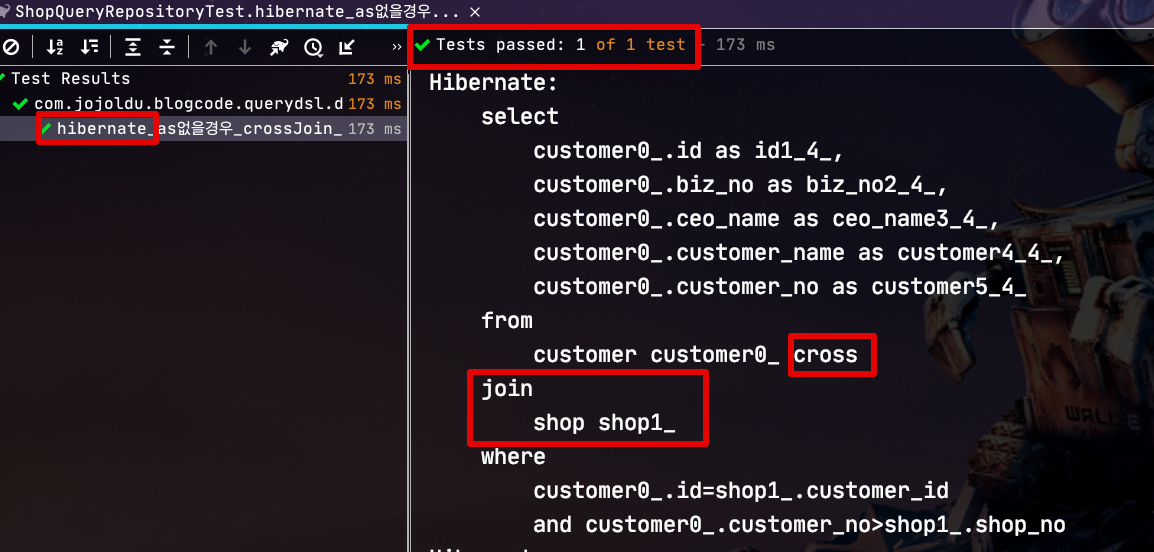 ShopQueryRepositoryTest.hibernate_as없을경우... ×
Tests passed: 1 of 1 test - 173 ms
Test Results 173 ms
com.jojoldu.blogcode.querydsl.d 173 ms
hibernate_as없을경우_crossJoin_ 173 ms
Hibernate:
select
customer0_.id as id1_4_,
customer0_.biz_no as biz_no2_4_,
customer0_.ceo_name as ceo_name3_4_,
customer0_.customer_name as customer4_4_,
customer0_.customer_no as customer5_4_
from
customer customer0_ cross
join
shop shop1_
where
customer0_.id=shop1_.customer_id
and customer0_.customer_no>shop1_.shop_no